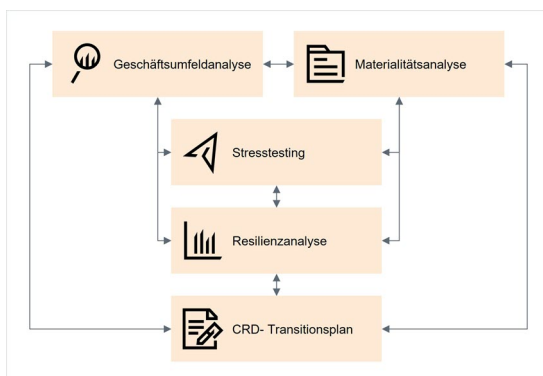 Geschäftsumfeldanalyse
Materialitätsanalyse
Stresstesting
Resilienzanalyse
CRD- Transitionsplan